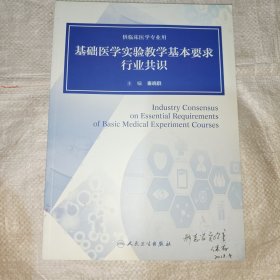 供临床医学专业用
基础医学实验教学基本要求
行业共识
主 编
Industry Consensus
on Essential Requirements
of Basic Medical Experiment Courses
人民卫生出版社